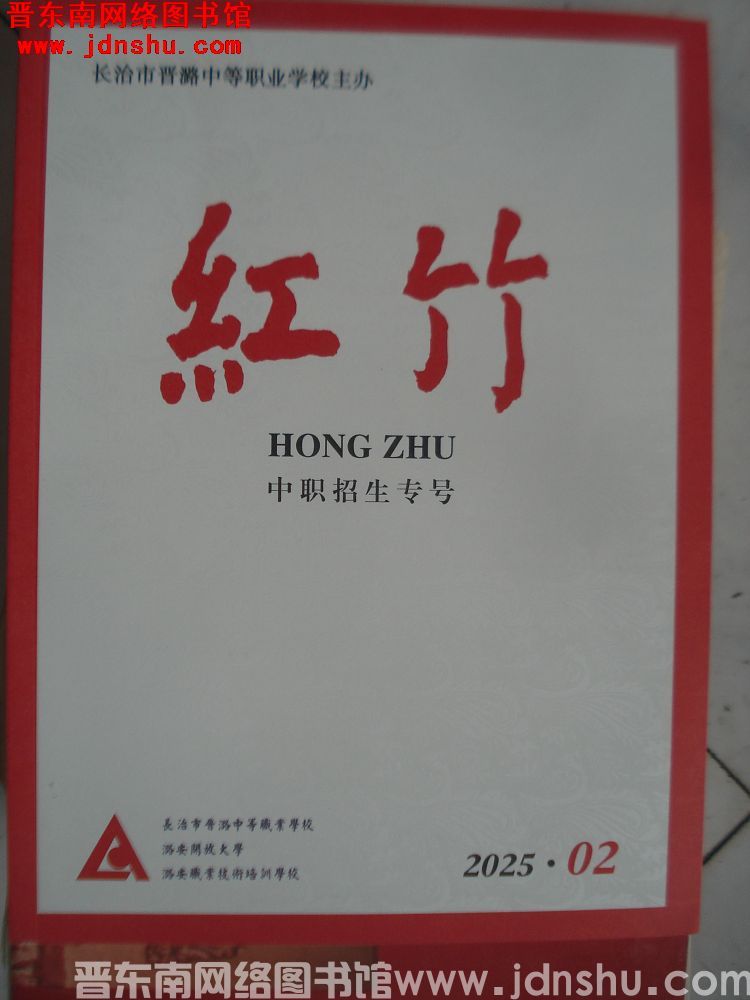 晋东南网络图书馆
www.jdnshu.com
长治市晋潞中等职业学校主办
紅竹
HONG ZHU
中职招生专号
長治市晉潞中等職業學校
潞安開放大學
潞安職業技術培訓學校
2025·02
晋东南网络图书馆www.jdnshu.com